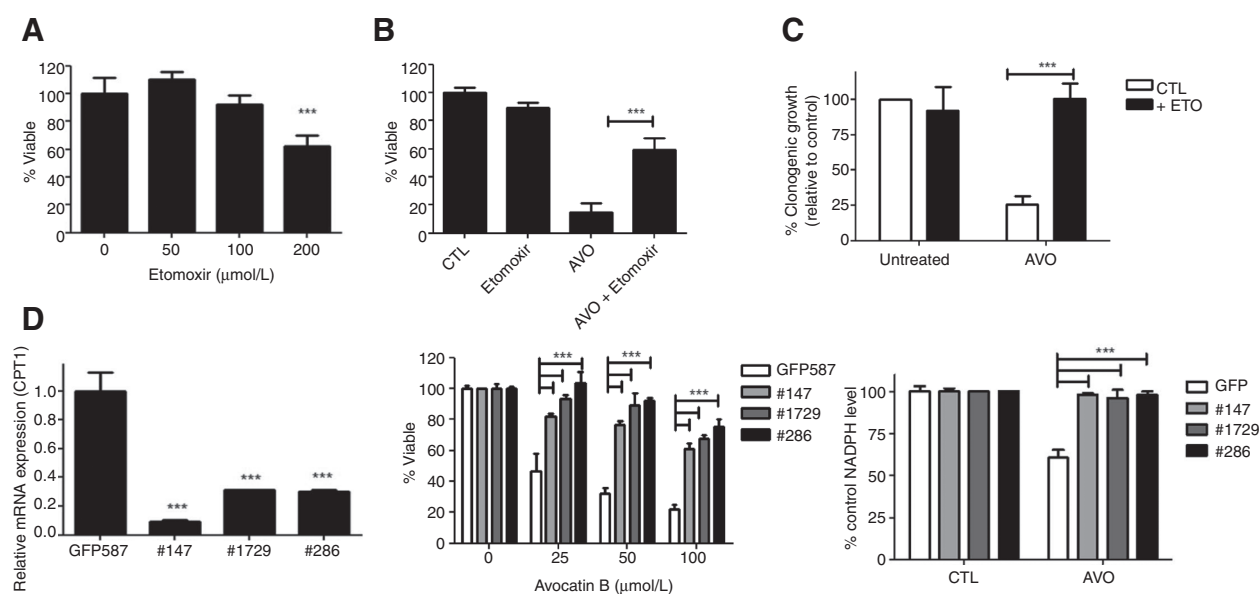 A
B
C
120
100
80
60
40
20
0
% Viable
***
0 50 100 200
Etomoxir (μmol/L)
120
100
80
60
40
20
0
% Viable
***
CTL
Etomoxir
AVO
AVO + Etomoxir
100
75
50
25
0
% Clonogenic growth
(relative to control)
***
Untreated AVO
CTL
+ ETO
D
1.0
0.8
0.6
0.4
0.2
0.0
Relative mRNA expression (CPT1)
*** *** ***
GFP587 #147 #1729 #286
120
100
80
60
40
20
0
% Viable
*** *** ***
0 25 50 100
Avocatin B (μmol/L)
GFP587
#147
#1729
#286
100
75
50
25
0
% control NADPH level
***
CTL AVO
GFP
#147
#1729
#286